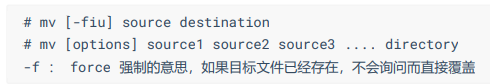 # mv [-fiu] source destination
# mv [options] source1 source2 source3 .... directory
-f ： force 强制的意思，如果目标文件已经存在，不会询问而直接覆盖